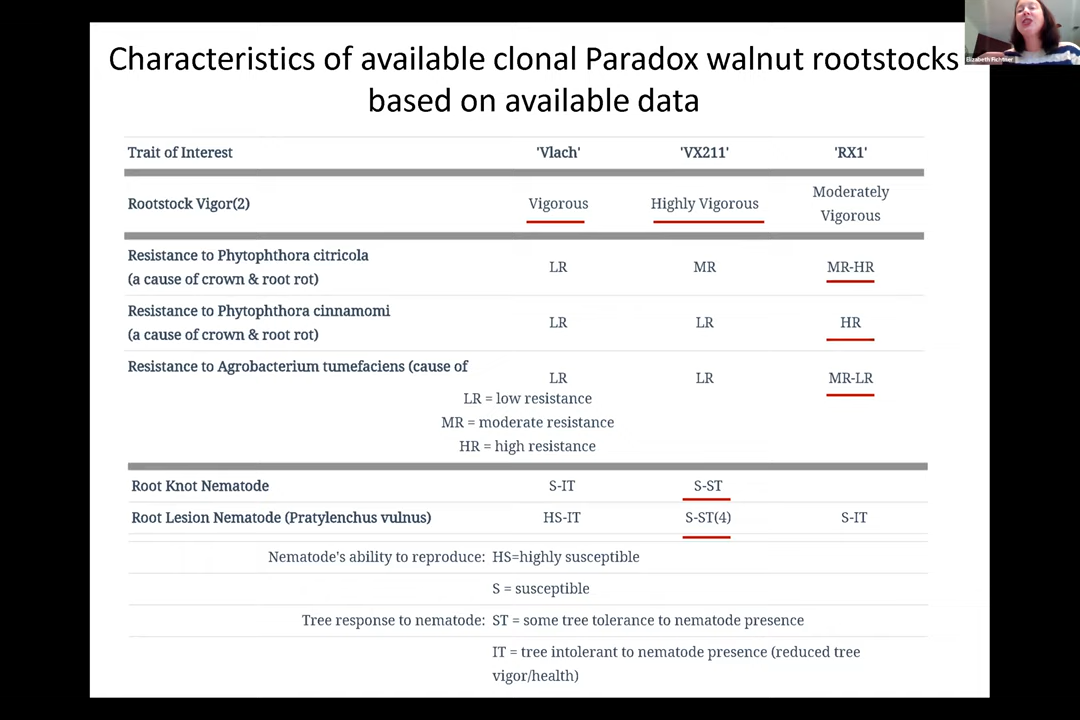 Characteristics of available clonal Paradox walnut rootstocks
based on available data
Trait of Interest 'Vlach' 'VX211' 'RX1'
Rootstock Vigor(2) Vigorous Highly Vigorous Moderately
Vigorous
Resistance to Phytophthora citricola
(a cause of crown & root rot) LR MR MR-HR
Resistance to Phytophthora cinnamomi
(a cause of crown & root rot) LR LR HR
Resistance to Agrobacterium tumefaciens (cause of
LR LR MR-LR
LR = low resistance
MR = moderate resistance
HR = high resistance
Root Knot Nematode S-IT S-ST
Root Lesion Nematode (Pratylenchus vulnus) HS-IT S-ST(4) S-IT
Nematode's ability to reproduce: HS=highly susceptible
S = susceptible
Tree response to nematode: ST = some tree tolerance to nematode presence
IT = tree intolerant to nematode presence (reduced tree
vigor/health)
Elizabeth Fichtner